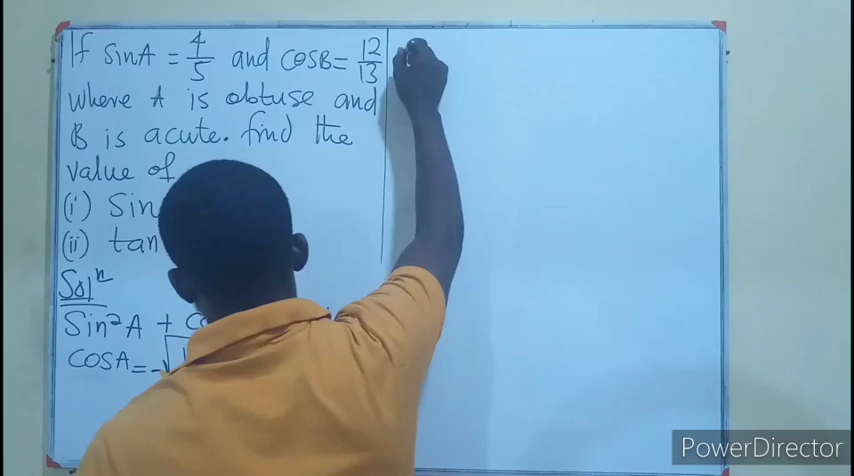 If sinA = 4/5 and cosB = 12/13
where A is obtuse and
B is acute. find the
value of
(i) Sin
(ii) tan
Solⁿ
Sin²A +
cosA = -√
PowerDirector